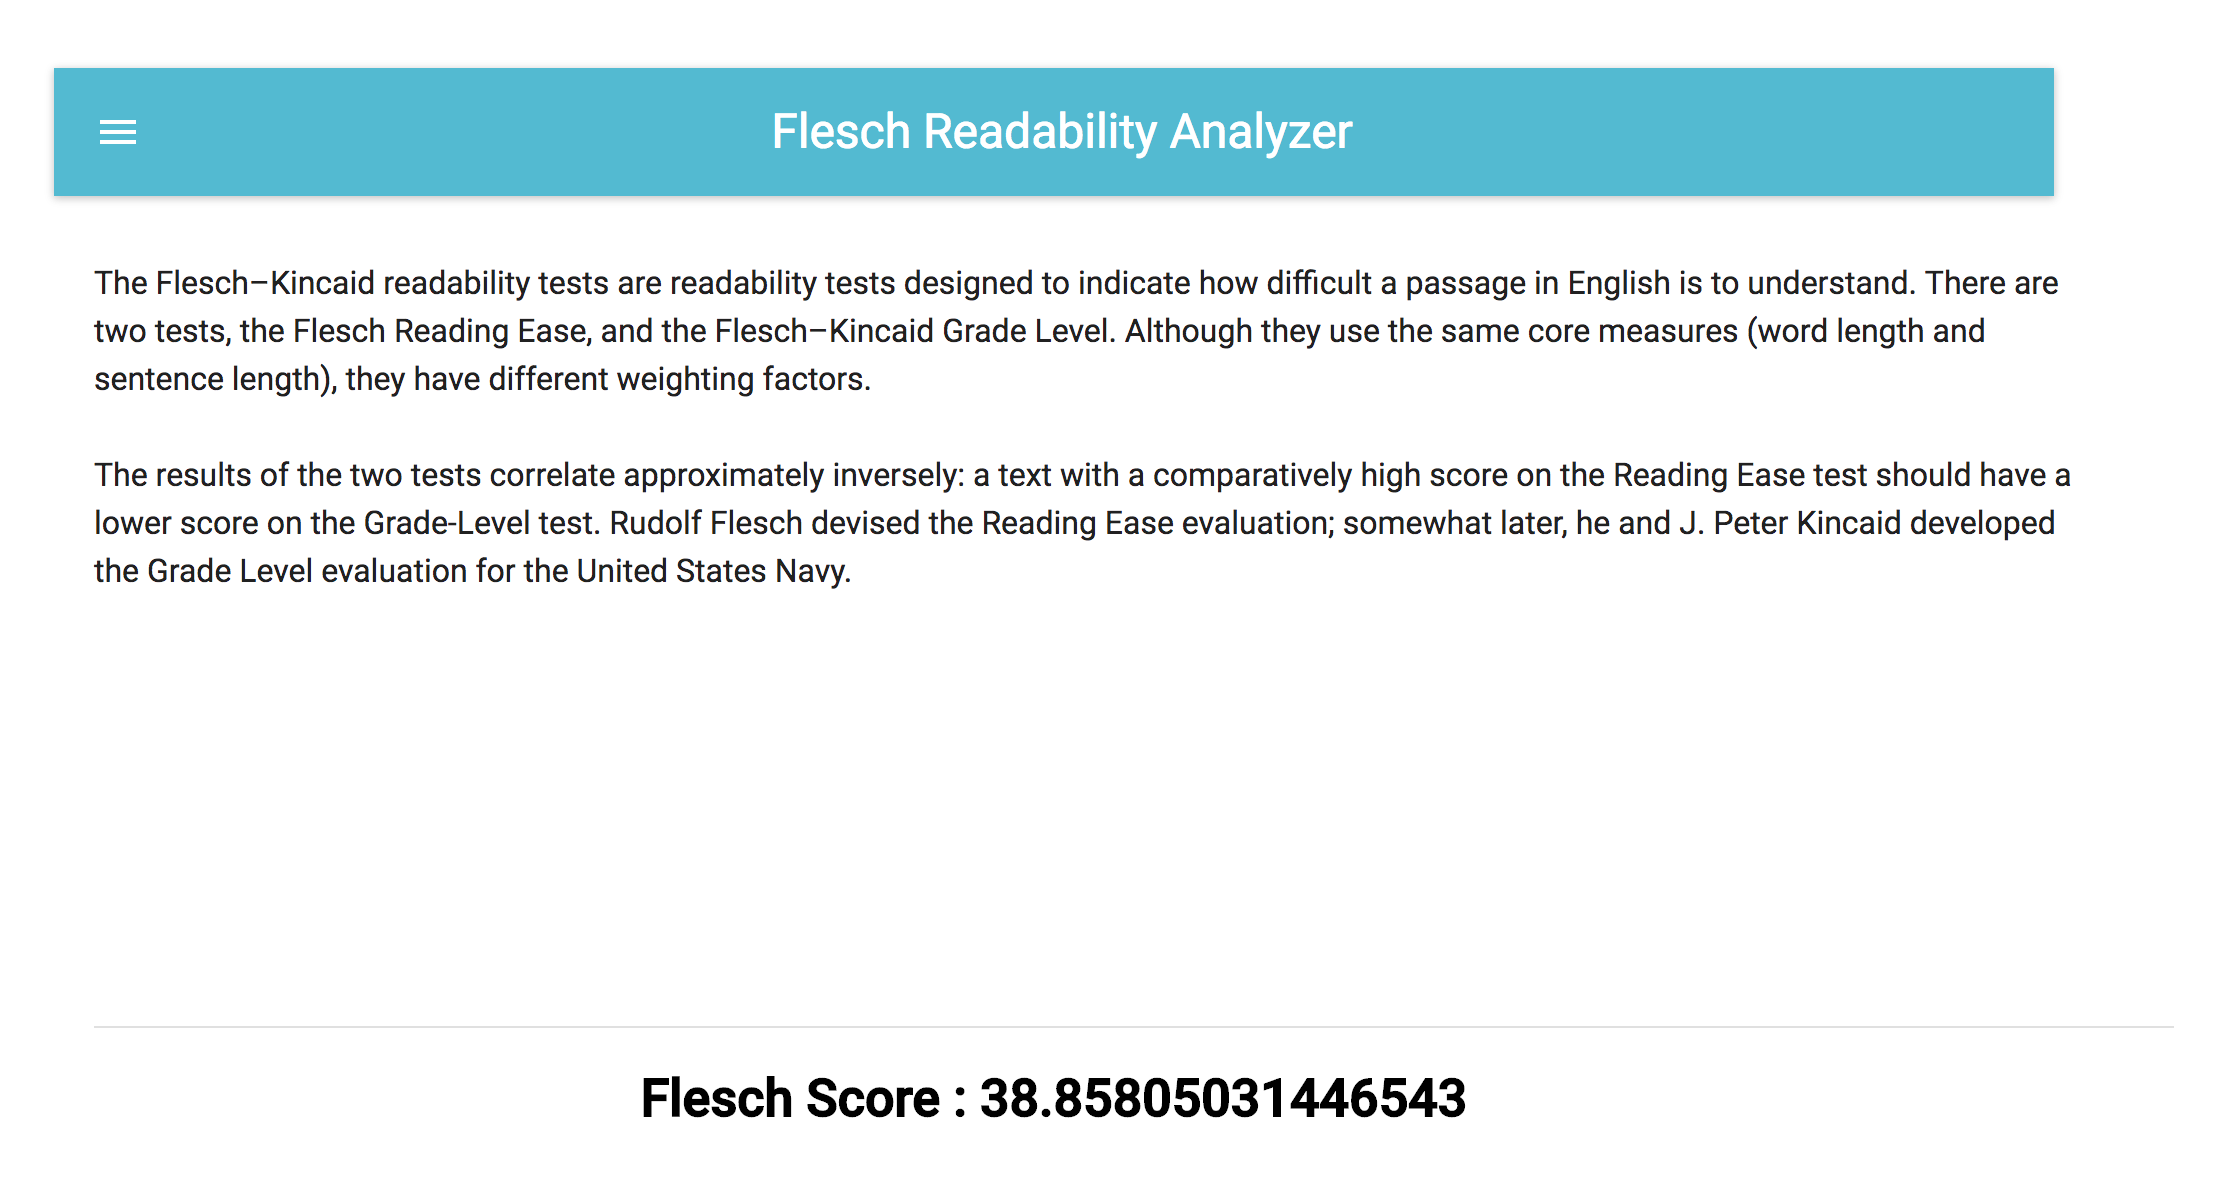 Flesch Readability Analyzer
The Flesch–Kincaid readability tests are readability tests designed to indicate how difficult a passage in English is to understand. There are
two tests, the Flesch Reading Ease, and the Flesch–Kincaid Grade Level. Although they use the same core measures (word length and
sentence length), they have different weighting factors.
The results of the two tests correlate approximately inversely: a text with a comparatively high score on the Reading Ease test should have a
lower score on the Grade-Level test. Rudolf Flesch devised the Reading Ease evaluation; somewhat later, he and J. Peter Kincaid developed
the Grade Level evaluation for the United States Navy.
Flesch Score : 38.85805031446543